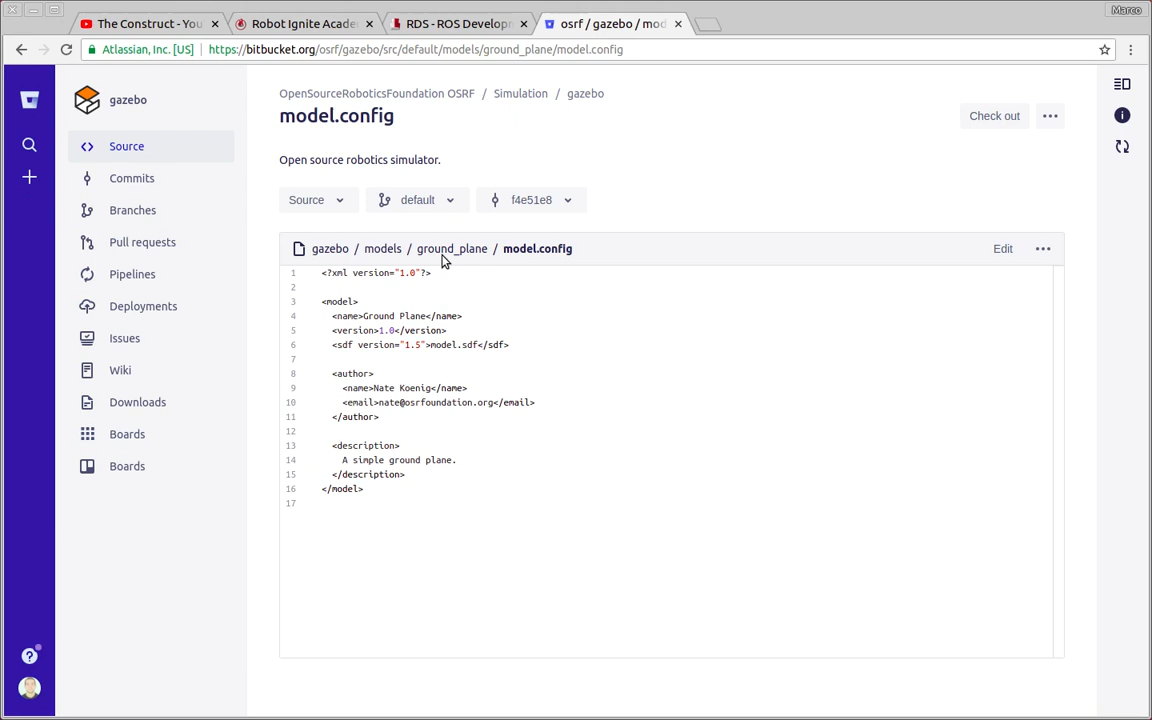 Marco
The Construct - You
Robot Ignite Acade
RDS - ROS Develop
osrf / gazebo / mod
Atlassian, Inc. [US]
https://bitbucket.org/osrf/gazebo/src/default/models/ground_plane/model.config
gazebo
Source
Commits
Branches
Pull requests
Pipelines
Deployments
Issues
Wiki
Downloads
Boards
Boards
OpenSourceRoboticsFoundation OSRF / Simulation / gazebo
model.config
Check out
Open source robotics simulator.
Source
default
f4e51e8
gazebo / models / ground_plane / model.config
Edit
1 <?xml version="1.0"?>
2
3 <model>
4 <name>Ground Plane</name>
5 <version>1.0</version>
6 <sdf version="1.5">model.sdf</sdf>
7
8 <author>
9 <name>Nate Koenig</name>
10 <email>nate@osrfoundation.org</email>
11 </author>
12
13 <description>
14 A simple ground plane.
15 </description>
16 </model>
17